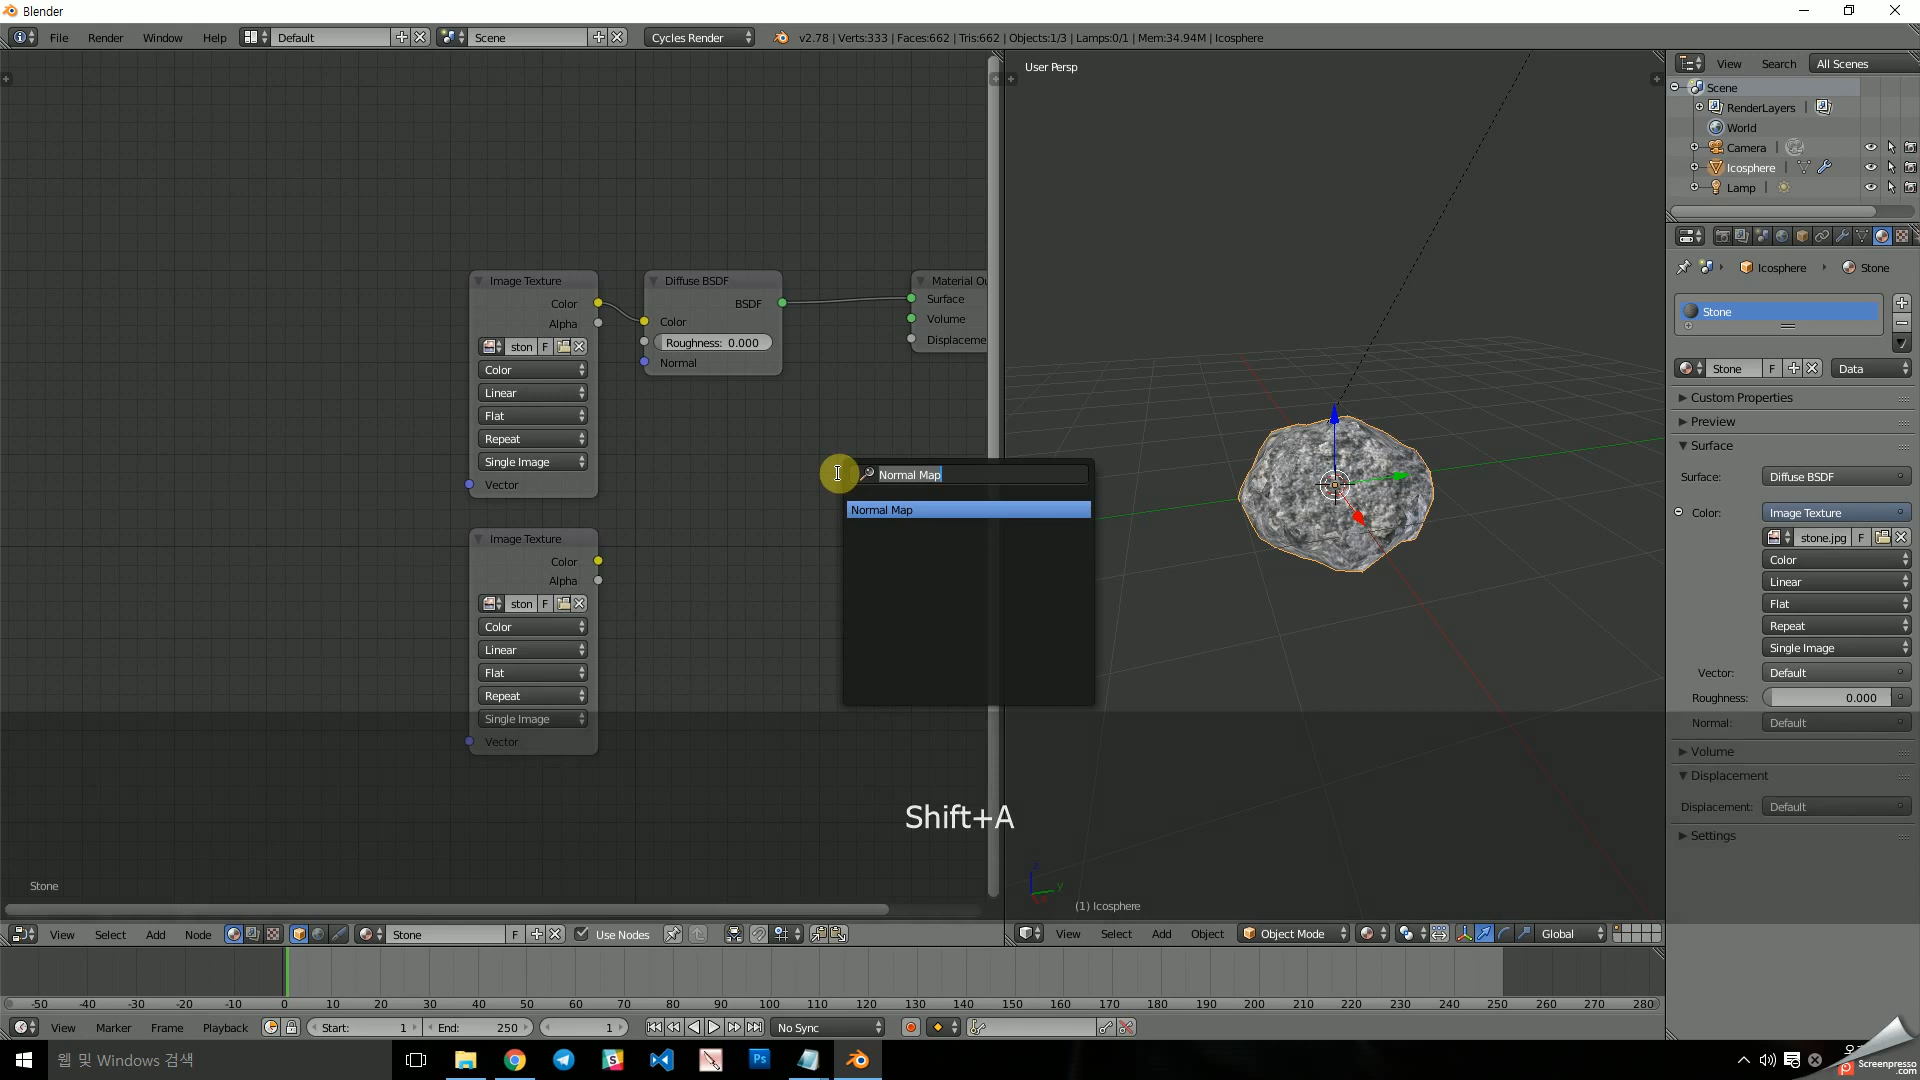 Blender
File Render Window Help Default Scene Cycles Render v2.78 | Verts:333 | Faces:662 | Tris:662 | Objects:1/3 | Lamps:0/1 | Mem:34.94M | Icosphere
User Persp
View Search All Scenes
Scene
RenderLayers
World
Camera
Icosphere
Lamp
Image Texture
Color
Alpha
ston F
Color
Linear
Flat
Repeat
Single Image
Vector
Diffuse BSDF
BSDF
Color
Roughness: 0.000
Normal
Material Ou
Surface
Volume
Displaceme
Image Texture
Color
Alpha
ston F
Color
Linear
Flat
Repeat
Single Image
Vector
Normal Map
Normal Map
Shift+A
Stone
(1) Icosphere
z
y
Icosphere Stone
Stone
Stone F Data
Custom Properties
Preview
Surface
Surface: Diffuse BSDF
Color: Image Texture
stone.jpg F
Color
Linear
Flat
Repeat
Single Image
Vector: Default
Roughness: 0.000
Normal: Default
Volume
Displacement
Displacement: Default
Settings
View Select Add Node Stone F Use Nodes
View Select Add Object Object Mode Global
-50 -40 -30 -20 -10 0 10 20 30 40 50 60 70 80 90 100 110 120 130 140 150 160 170 180 190 200 210 220 230 240 250 260 270 280
View Marker Frame Playback Start: 1 End: 250 1 No Sync
웹 및 Windows 검색
Ps
Screenpresso
.com